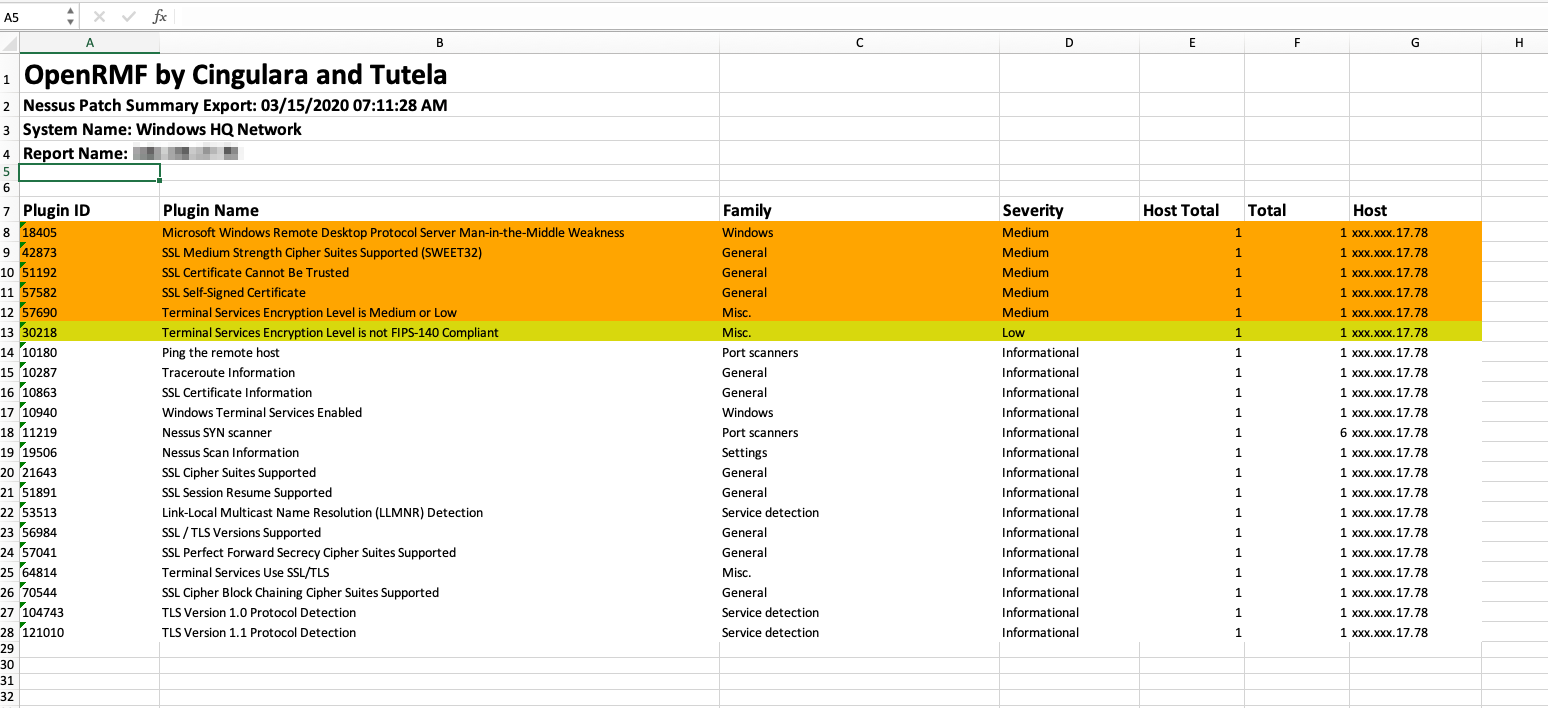 A5 fx
A B C D E F G H
1 OpenRMF by Cingulara and Tutela
2 Nessus Patch Summary Export: 03/15/2020 07:11:28 AM
3 System Name: Windows HQ Network
4 Report Name:
5
6
7 Plugin ID Plugin Name Family Severity Host Total Total Host
8 18405 Microsoft Windows Remote Desktop Protocol Server Man-in-the-Middle Weakness Windows Medium 1 1 xxx.xxx.17.78
9 42873 SSL Medium Strength Cipher Suites Supported (SWEET32) General Medium 1 1 xxx.xxx.17.78
10 51192 SSL Certificate Cannot Be Trusted General Medium 1 1 xxx.xxx.17.78
11 57582 SSL Self-Signed Certificate General Medium 1 1 xxx.xxx.17.78
12 57690 Terminal Services Encryption Level is Medium or Low Misc. Medium 1 1 xxx.xxx.17.78
13 30218 Terminal Services Encryption Level is not FIPS-140 Compliant Misc. Low 1 1 xxx.xxx.17.78
14 10180 Ping the remote host Port scanners Informational 1 1 xxx.xxx.17.78
15 10287 Traceroute Information General Informational 1 1 xxx.xxx.17.78
16 10863 SSL Certificate Information General Informational 1 1 xxx.xxx.17.78
17 10940 Windows Terminal Services Enabled Windows Informational 1 1 xxx.xxx.17.78
18 11219 Nessus SYN scanner Port scanners Informational 1 6 xxx.xxx.17.78
19 19506 Nessus Scan Information Settings Informational 1 1 xxx.xxx.17.78
20 21643 SSL Cipher Suites Supported General Informational 1 1 xxx.xxx.17.78
21 51891 SSL Session Resume Supported General Informational 1 1 xxx.xxx.17.78
22 53513 Link-Local Multicast Name Resolution (LLMNR) Detection Service detection Informational 1 1 xxx.xxx.17.78
23 56984 SSL / TLS Versions Supported General Informational 1 1 xxx.xxx.17.78
24 57041 SSL Perfect Forward Secrecy Cipher Suites Supported General Informational 1 1 xxx.xxx.17.78
25 64814 Terminal Services Use SSL/TLS Misc. Informational 1 1 xxx.xxx.17.78
26 70544 SSL Cipher Block Chaining Cipher Suites Supported General Informational 1 1 xxx.xxx.17.78
27 104743 TLS Version 1.0 Protocol Detection Service detection Informational 1 1 xxx.xxx.17.78
28 121010 TLS Version 1.1 Protocol Detection Service detection Informational 1 1 xxx.xxx.17.78
29
30
31
32